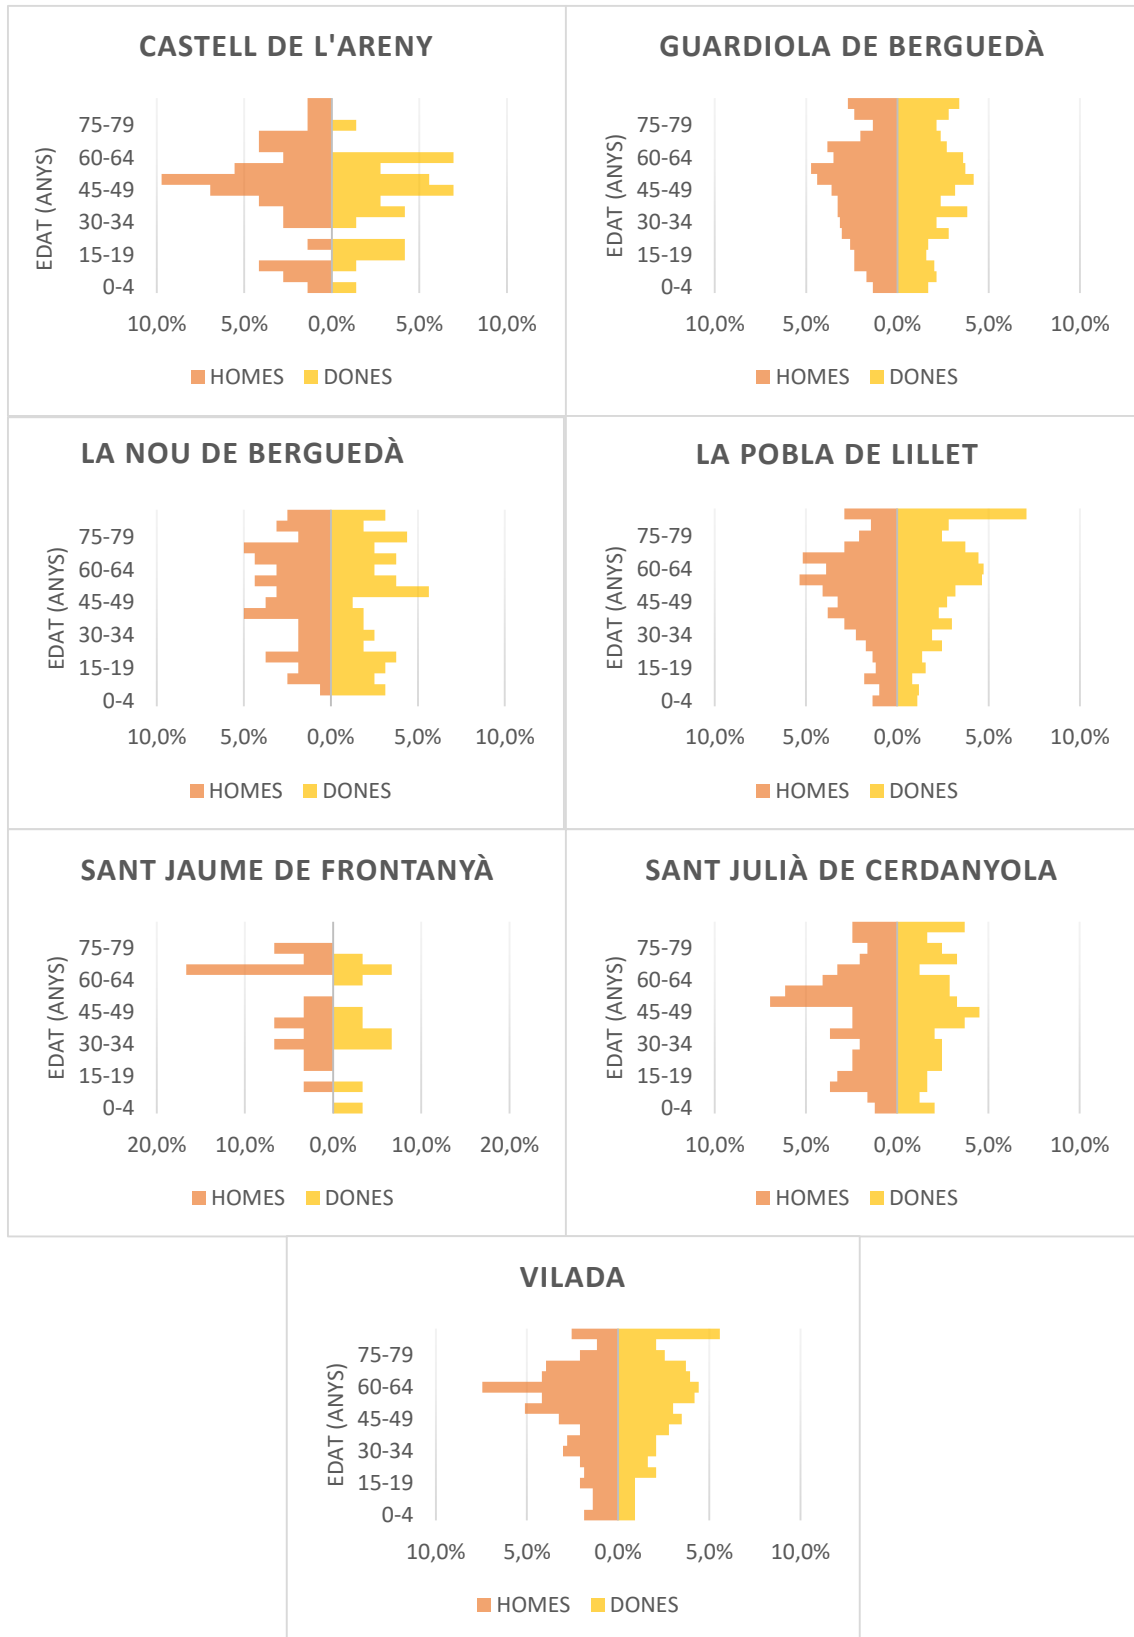 CASTELL DE L'ARENY
EDAT (ANYS)
75-79
60-64
45-49
30-34
15-19
0-4
10,0% 5,0% 0,0% 5,0% 10,0%
HOMES DONES
GUARDIOLA DE BERGUEDÀ
EDAT (ANYS)
75-79
60-64
45-49
30-34
15-19
0-4
10,0% 5,0% 0,0% 5,0% 10,0%
HOMES DONES
LA NOU DE BERGUEDÀ
EDAT (ANYS)
75-79
60-64
45-49
30-34
15-19
0-4
10,0% 5,0% 0,0% 5,0% 10,0%
HOMES DONES
LA POBLA DE LILLET
EDAT (ANYS)
75-79
60-64
45-49
30-34
15-19
0-4
10,0% 5,0% 0,0% 5,0% 10,0%
HOMES DONES
SANT JAUME DE FRONTANYÀ
EDAT (ANYS)
75-79
60-64
45-49
30-34
15-19
0-4
20,0% 10,0% 0,0% 10,0% 20,0%
HOMES DONES
SANT JULIÀ DE CERDANYOLA
EDAT (ANYS)
75-79
60-64
45-49
30-34
15-19
0-4
10,0% 5,0% 0,0% 5,0% 10,0%
HOMES DONES
VILADA
EDAT (ANYS)
75-79
60-64
45-49
30-34
15-19
0-4
10,0% 5,0% 0,0% 5,0% 10,0%
HOMES DONES